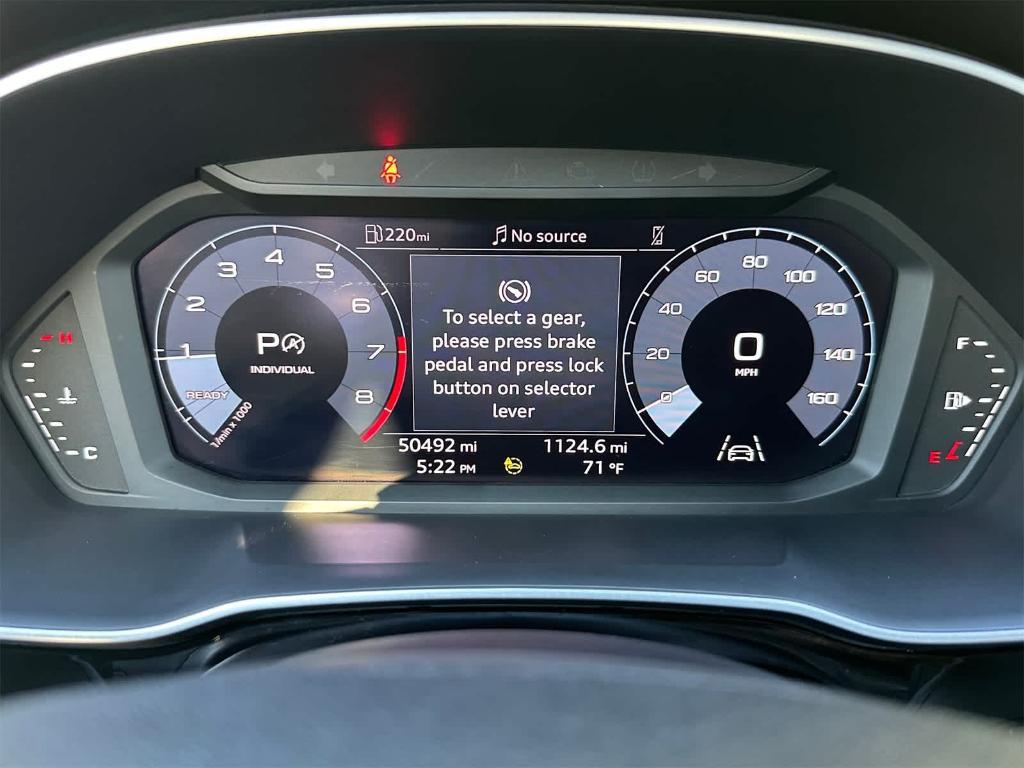 220mi
No source
3 4 5
2 6
1 7
READY 8
1/min x 1000
P
INDIVIDUAL
To select a gear,
please press brake
pedal and press lock
button on selector
lever
60 80 100
40 120
20 140
0 160
0
MPH
50492 mi 1124.6 mi
5:22 PM 71 °F
H
C
F
E